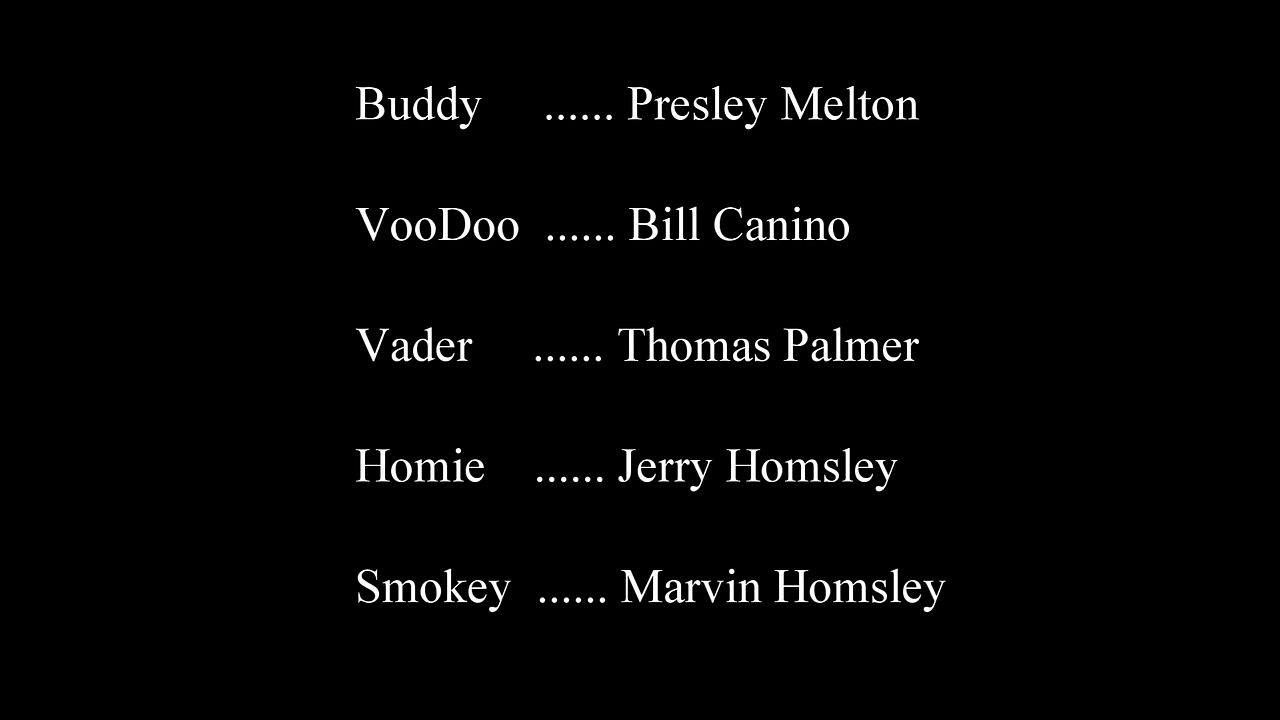 Buddy ...... Presley Melton
VooDoo ...... Bill Canino
Vader ...... Thomas Palmer
Homie ...... Jerry Homsley
Smokey ...... Marvin Homsley